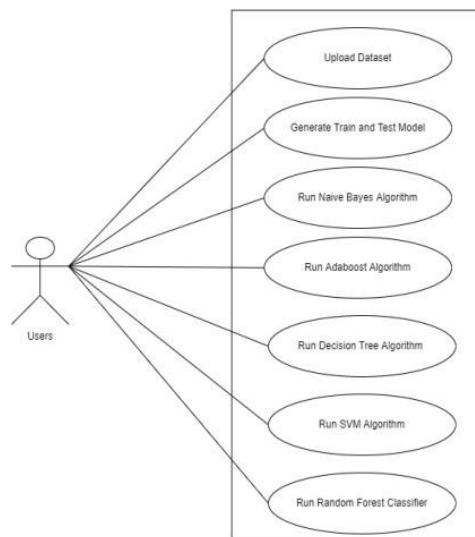 Upload Dataset
Generate Train and Test Model
Run Naive Bayes Algorithm
Run Adaboost Algorithm
Users
Run Decision Tree Algorithm
Run SVM Algorithm
Run Random Forest Classifier